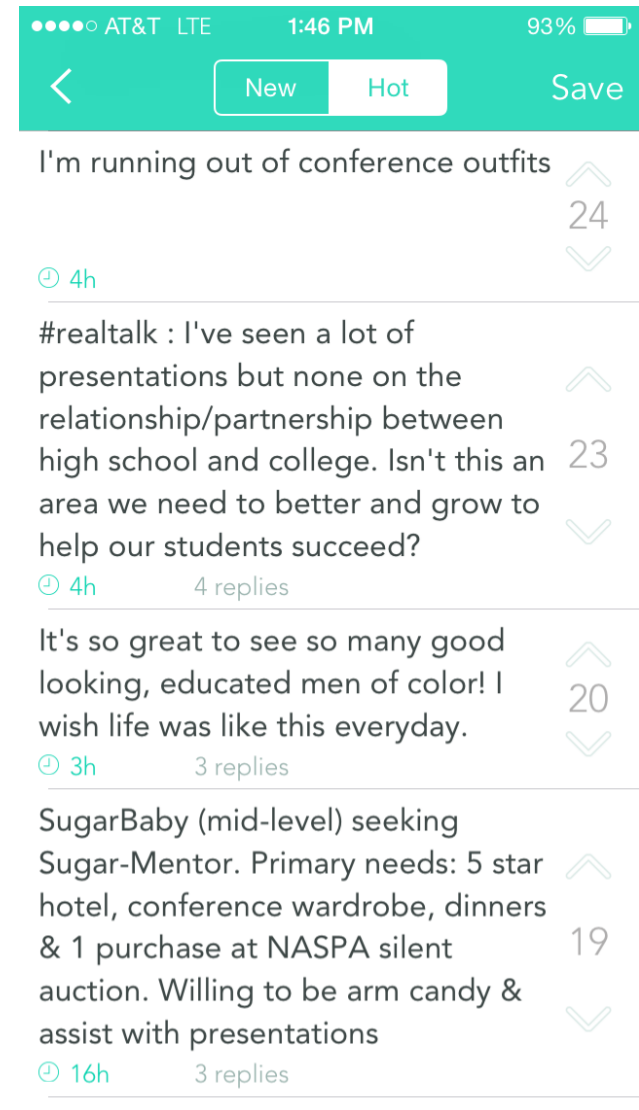 AT&T LTE 1:46 PM 93%
New Hot Save
I'm running out of conference outfits
24
4h
#realtalk : I've seen a lot of
presentations but none on the
relationship/partnership between
high school and college. Isn't this an
area we need to better and grow to
help our students succeed?
23
4h 4 replies
It's so great to see so many good
looking, educated men of color! I
wish life was like this everyday.
20
3h 3 replies
SugarBaby (mid-level) seeking
Sugar-Mentor. Primary needs: 5 star
hotel, conference wardrobe, dinners
& 1 purchase at NASPA silent
auction. Willing to be arm candy &
assist with presentations
19
16h 3 replies